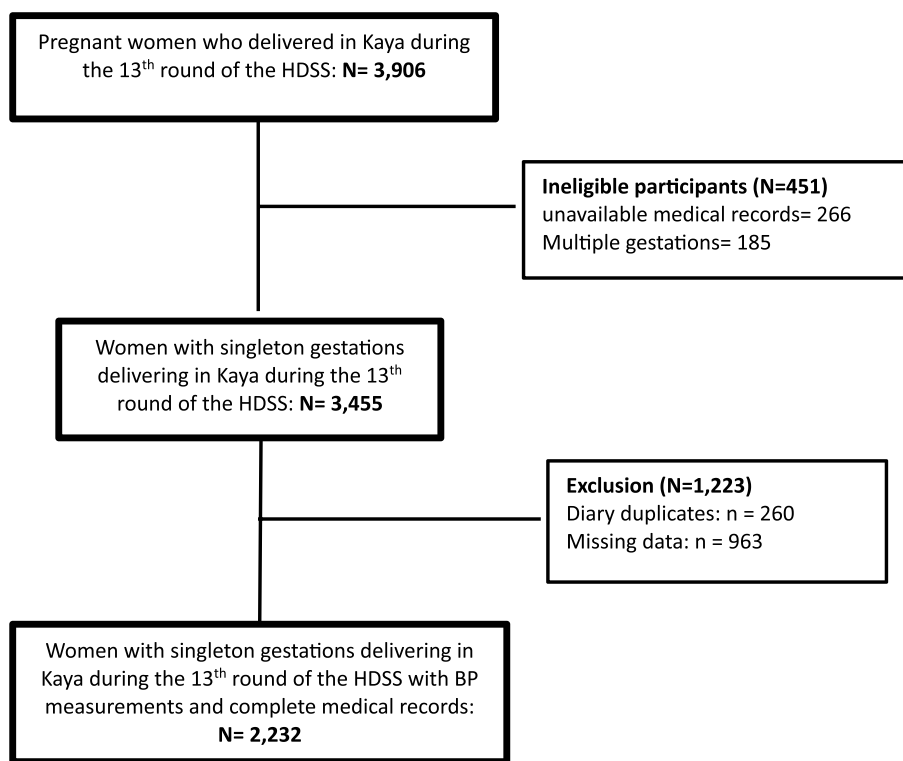 Pregnant women who delivered in Kaya during
the 13th round of the HDSS: N= 3,906
Ineligible participants (N=451)
unavailable medical records= 266
Multiple gestations= 185
Women with singleton gestations
delivering in Kaya during the 13th
round of the HDSS: N= 3,455
Exclusion (N=1,223)
Diary duplicates: n = 260
Missing data: n = 963
Women with singleton gestations delivering in
Kaya during the 13th round of the HDSS with BP
measurements and complete medical records:
N= 2,232